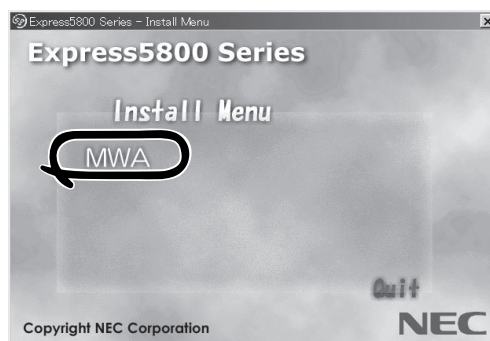 Express5800 Series - Install Menu
Express5800 Series
Install Menu
MWA
Quit
Copyright NEC Corporation
NEC